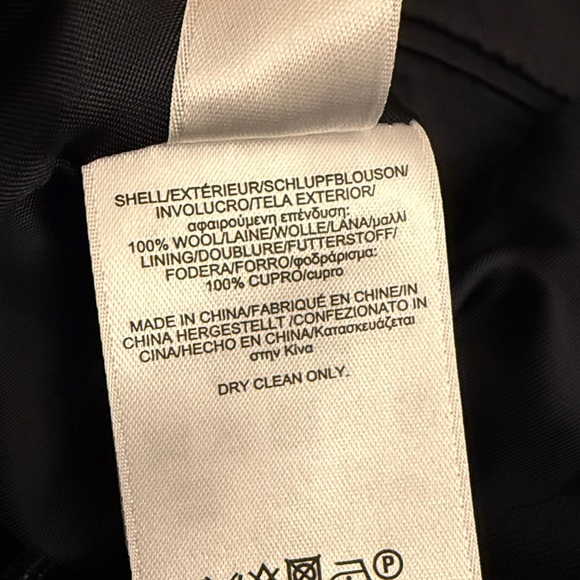 SHELL/EXTÉRIEUR/SCHLUPFBLOUSON/
INVOLUCRO/TELA EXTERIOR/
αφαιρούμενη επένδυση:
100% WOOL/LAINE/WOLLE/LANA/μαλλί
LINING/DOUBLURE/FUTTERSTOFF/
FODERA/FORRO/φοδράρισμα:
100% CUPRO/cupro
MADE IN CHINA/FABRIQUÉ EN CHINE/IN
CHINA HERGESTELLT /CONFEZIONATO IN
CINA/HECHO EN CHINA/Κατασκευάζεται
στην Κίνα
DRY CLEAN ONLY.
P